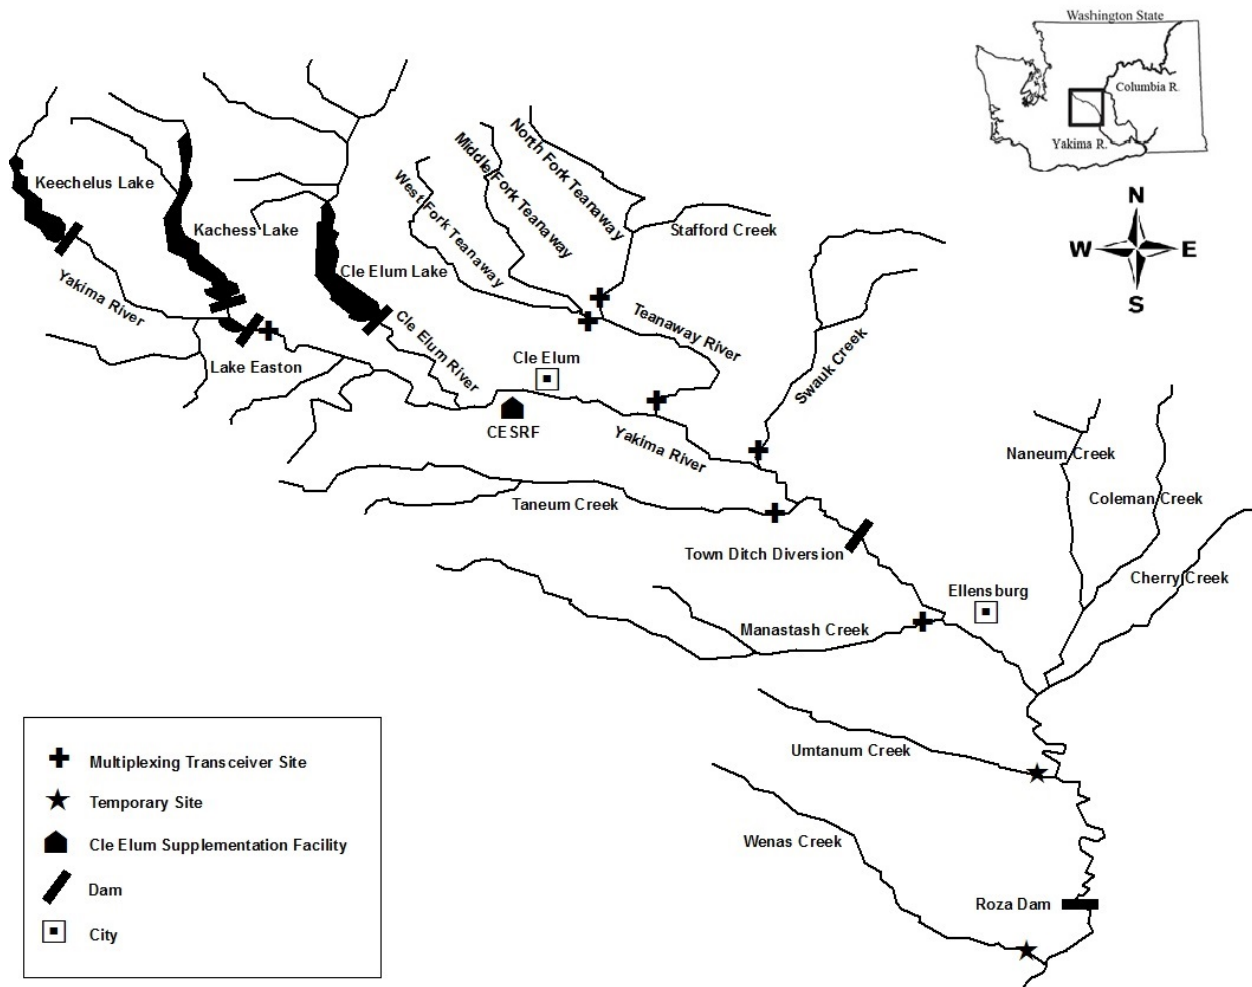 Washington State
Columbia R.
Yakima R.
N
W
E
S
Keechelus Lake
Kachess Lake
Cle Elum Lake
West Fork Teanaway
Middle Fork Teanaway
North Fork Teanaway
Stafford Creek
Yakima River
Lake Easton
Cle Elum River
Teanaway River
Cle Elum
CESRF
Yakima River
Swauk Creek
Taneum Creek
Town Ditch Diversion
Naneum Creek
Coleman Creek
Cherry Creek
Ellensburg
Manastash Creek
Umtanum Creek
Wenas Creek
Roza Dam
Multiplexing Transceiver Site
Temporary Site
Cle Elum Supplementation Facility
Dam
City